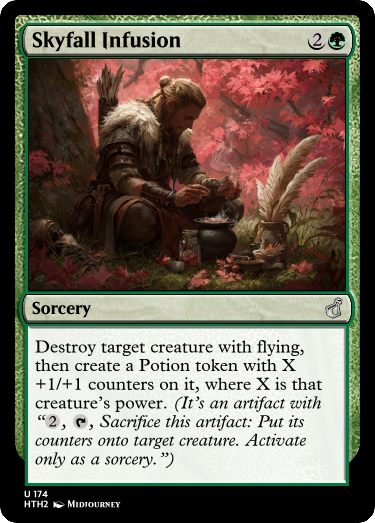 Skyfall Infusion 2
Sorcery
Destroy target creature with flying,
then create a Potion token with X
+1/+1 counters on it, where X is that
creature's power. (It's an artifact with
"2, , Sacrifice this artifact: Put its
counters onto target creature. Activate
only as a sorcery.")
U 174
HTH2 Midjourney